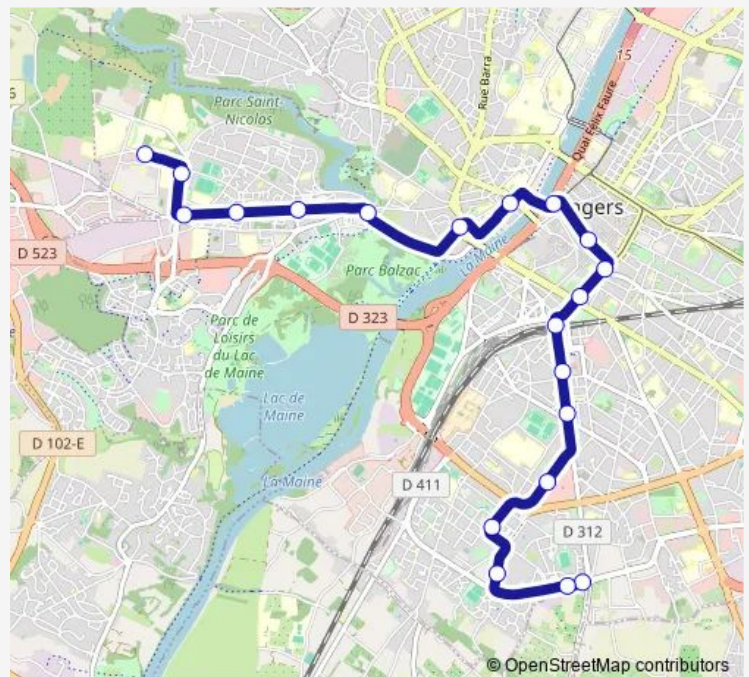 15
Rue Barra
Quai Félix Faure
Parc Saint-
Nicolas
ngers
D 523
La Maine
Parc Balzac
D 323
Parc de
Loisirs
du Lac
de Maine
Lac de
Maine
D 102-E
La Maine
D 411
D 312
© OpenStreetMap contributors